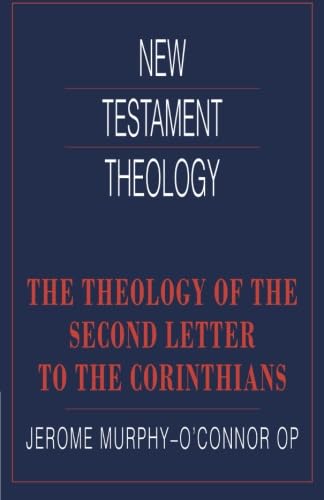 NEW
TESTAMENT
THEOLOGY
THE THEOLOGY OF THE
SECOND LETTER
TO THE CORINTHIANS
JEROME MURPHY–O'CONNOR OP